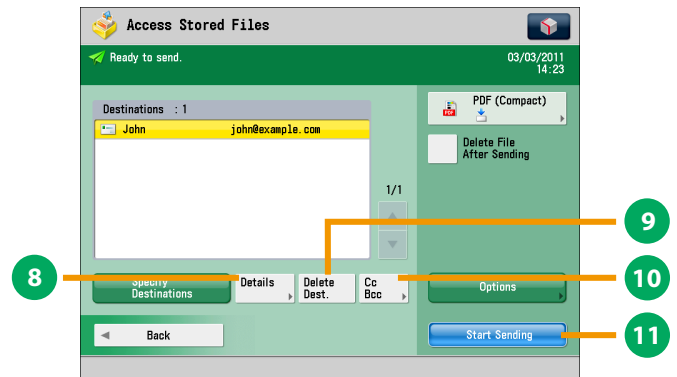 Access Stored Files
Ready to send.
03/03/2011
14:23
Destinations : 1
John john@example.com
1/1
PDF (Compact)
PDF
Delete File
After Sending
9
8
Specify
Destinations
Details
Delete
Dest.
Cc
Bcc
Options
10
Back
Start Sending
11